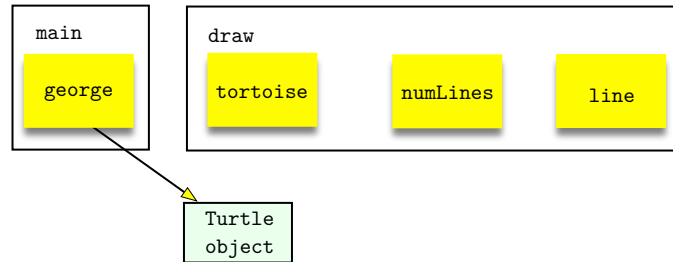 main
george
draw
tortoise
numLines
line
Turtle
object